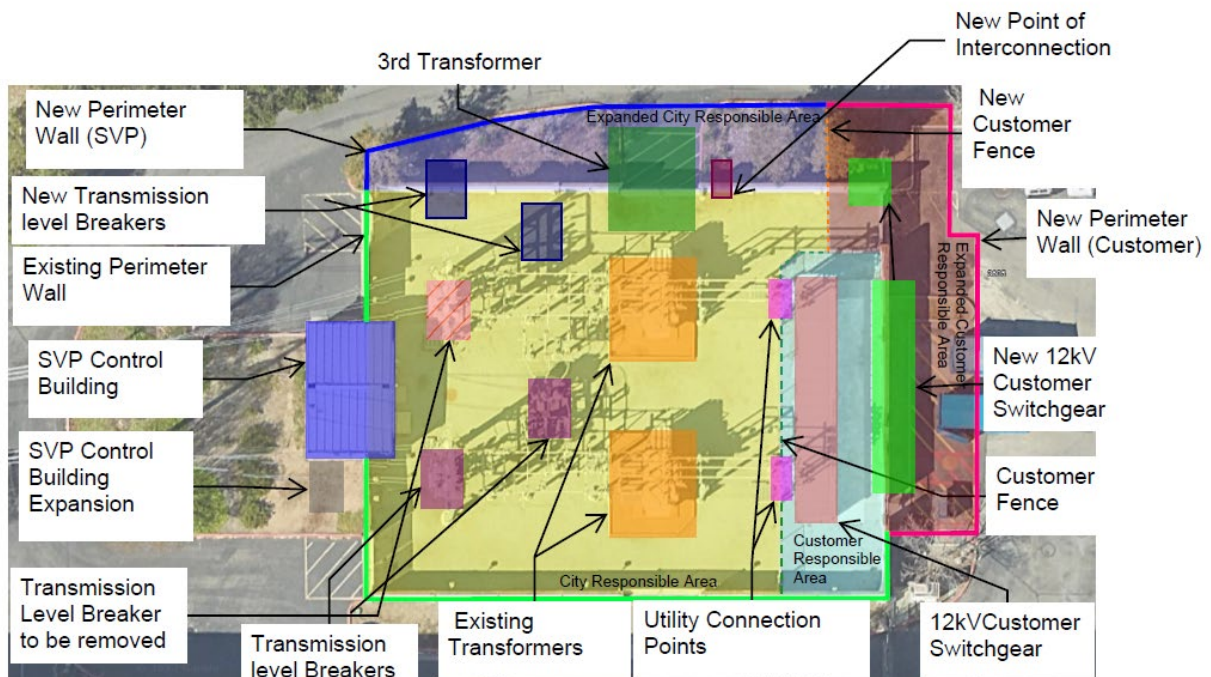 New Point of
Interconnection
3rd Transformer
New Perimeter
Wall (SVP)
Expanded City Responsible Area
New
Customer
Fence
New Transmission
level Breakers
New Perimeter
Wall (Customer)
Existing Perimeter
Wall
Expanded Customer
Responsible Area
SVP Control
Building
New 12kV
Customer
Switchgear
SVP Control
Building
Expansion
Customer
Fence
Customer
Responsible
Area
City Responsible Area
Transmission
Level Breaker
to be removed
Transmission
level Breakers
Existing
Transformers
Utility Connection
Points
12kVCustomer
Switchgear